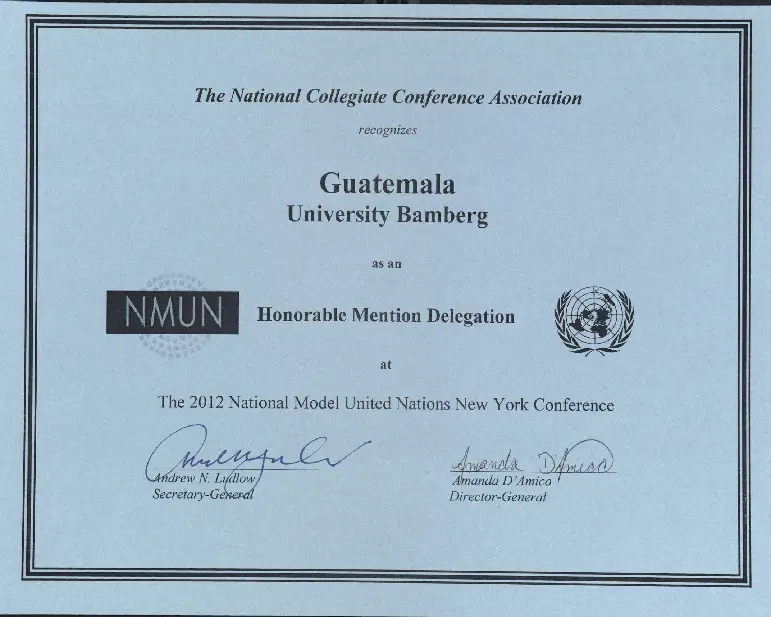 The National Collegiate Conference Association
recognizes
Guatemala
University Bamberg
as an
NMUN
Honorable Mention Delegation
at
The 2012 National Model United Nations New York Conference
Amanda D'Amico
Andrew N. Ludlow
Amanda D'Amico
Secretary-General
Director-General